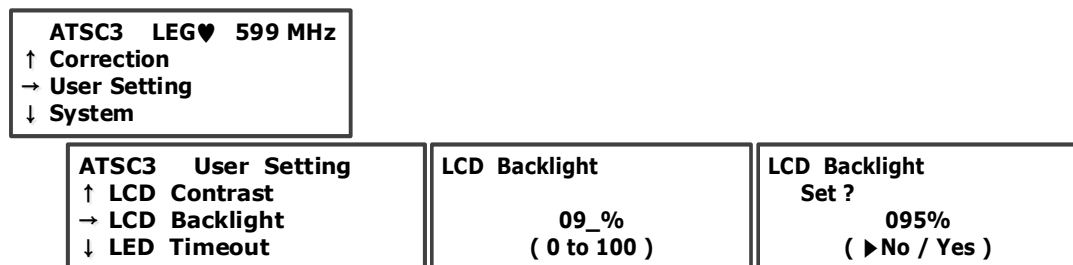 ATSC3 LEG♥ 599 MHz
↑ Correction
→ User Setting
↓ System
ATSC3 User Setting
↑ LCD Contrast
→ LCD Backlight
↓ LED Timeout
LCD Backlight
09_%
( 0 to 100 )
LCD Backlight
Set ?
095%
( ▶No / Yes )